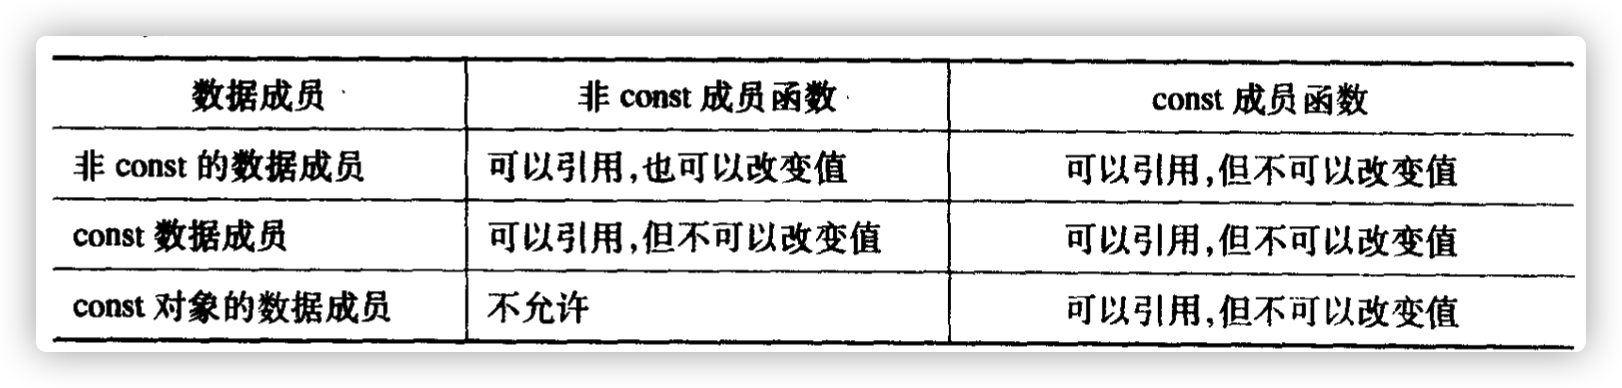 数据成员 非 const 成员函数 const 成员函数
非 const 的数据成员 可以引用,也可以改变值 可以引用,但不可以改变值
const 数据成员 可以引用,但不可以改变值 可以引用,但不可以改变值
const 对象的数据成员 不允许 可以引用,但不可以改变值